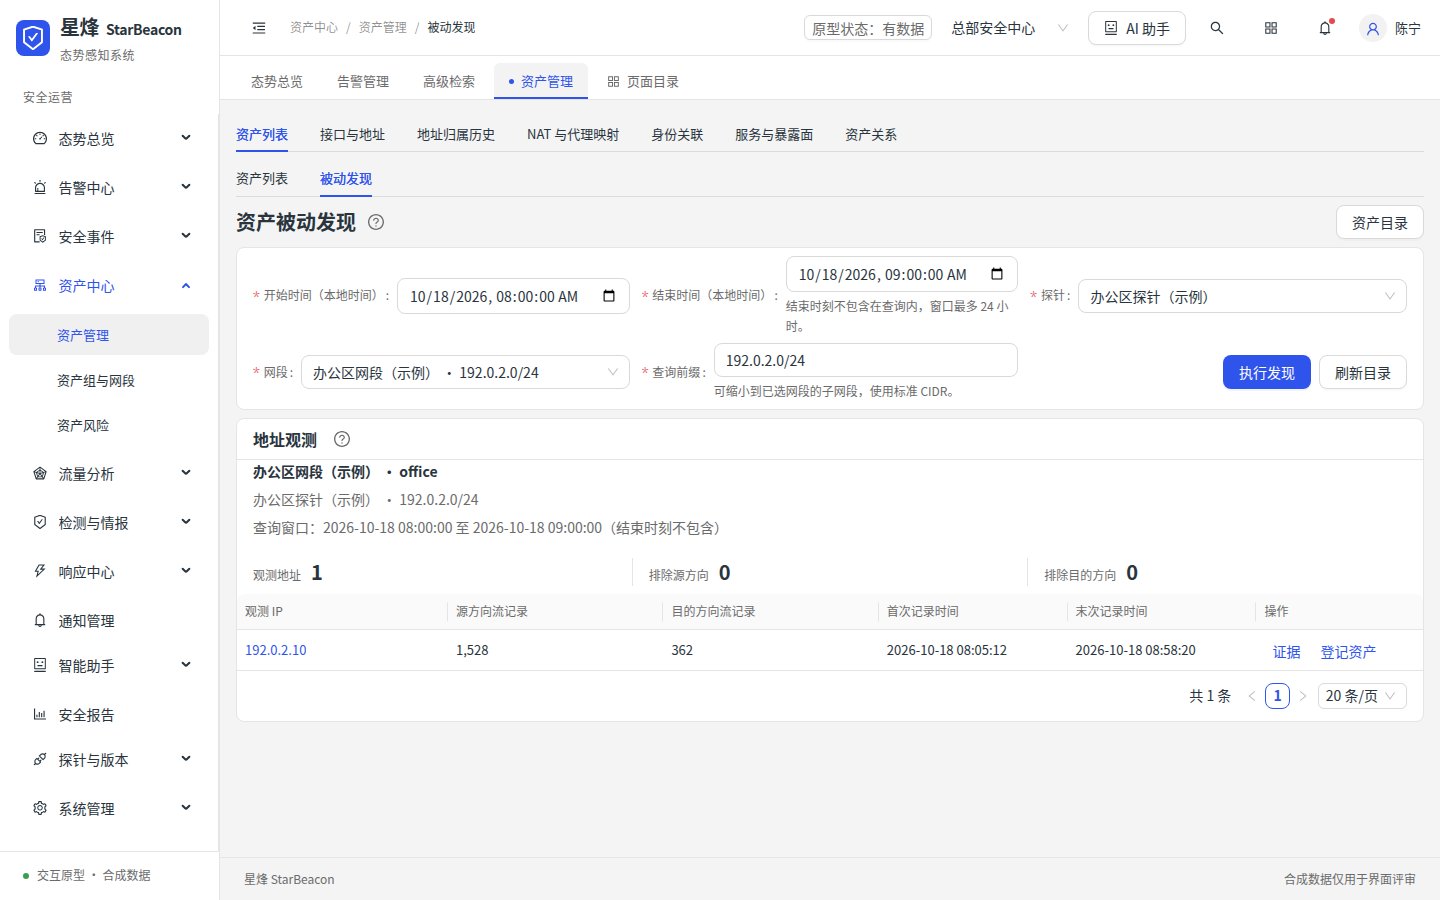 星烽 StarBeacon
态势感知系统
安全运营
态势总览
告警中心
安全事件
资产中心
资产管理
资产组与网段
资产风险
流量分析
检测与情报
响应中心
通知管理
智能助手
安全报告
探针与版本
系统管理
交互原型 · 合成数据
资产中心 / 资产管理 / 被动发现
原型状态：有数据
总部安全中心
AI 助手
陈宁
态势总览 告警管理 高级检索 资产管理 页面目录
资产列表 接口与地址 地址归属历史 NAT 与代理映射 身份关联 服务与暴露面 资产关系
资产列表 被动发现
资产被动发现
资产目录
* 开始时间（本地时间）: 10/18/2026, 08:00:00 AM
* 结束时间（本地时间）: 10/18/2026, 09:00:00 AM
结束时刻不包含在查询内，窗口最多 24 小
时。
* 探针: 办公区探针（示例）
* 网段: 办公区网段（示例） · 192.0.2.0/24
* 查询前缀: 192.0.2.0/24
可缩小到已选网段的子网段，使用标准 CIDR。
执行发现 刷新目录
地址观测
办公区网段（示例） · office
办公区探针（示例） · 192.0.2.0/24
查询窗口：2026-10-18 08:00:00 至 2026-10-18 09:00:00（结束时刻不包含）
观测地址 1 排除源方向 0 排除目的方向 0
观测 IP 源方向流记录 目的方向流记录 首次记录时间 末次记录时间 操作
192.0.2.10 1,528 362 2026-10-18 08:05:12 2026-10-18 08:58:20 证据 登记资产
共 1 条 1 20 条/页
星烽 StarBeacon
合成数据仅用于界面评审